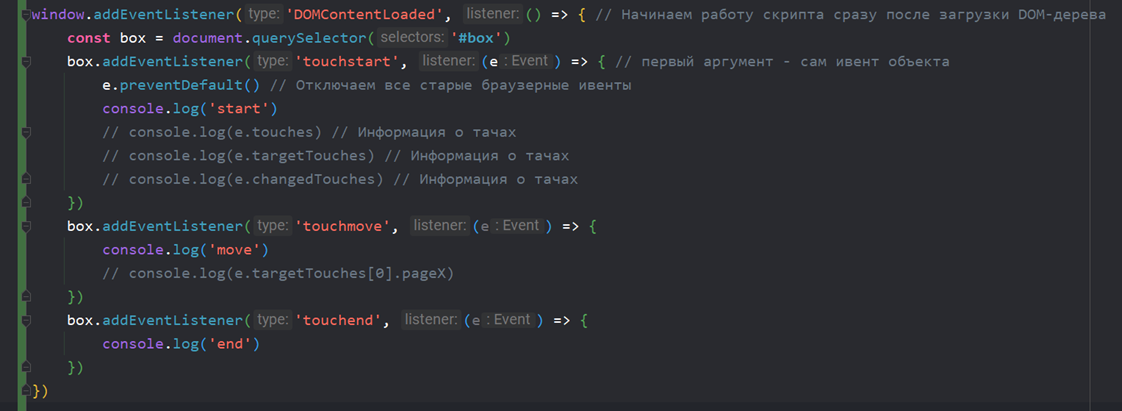 window.addEventListener( type: 'DOMContentLoaded', listener: () => { // Начинаем работу скрипта сразу после загрузки DOM-дерева
const box = document.querySelector( selectors: '#box')
box.addEventListener( type: 'touchstart', listener: (e : Event ) => { // первый аргумент - сам ивент объекта
e.preventDefault() // Отключаем все старые браузерные ивенты
console.log('start')
// console.log(e.touches) // Информация о тачах
// console.log(e.targetTouches) // Информация о тачах
// console.log(e.changedTouches) // Информация о тачах
})
box.addEventListener( type: 'touchmove', listener: (e : Event ) => {
console.log('move')
// console.log(e.targetTouches[0].pageX)
})
box.addEventListener( type: 'touchend', listener: (e : Event ) => {
console.log('end')
})
})